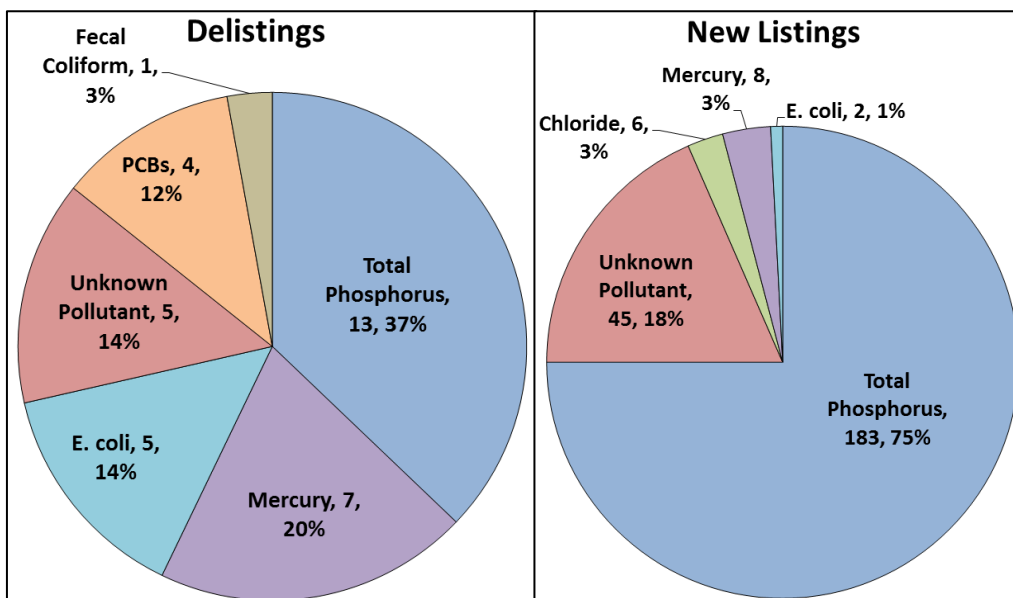 Delistings
Fecal
Coliform, 1,
3%
PCBs, 4,
12%
Unknown
Pollutant, 5,
14%
E. coli, 5,
14%
Mercury, 7,
20%
Total
Phosphorus,
13, 37%
New Listings
Mercury, 8,
3%
E. coli, 2, 1%
Chloride, 6,
3%
Unknown
Pollutant,
45, 18%
Total
Phosphorus,
183, 75%